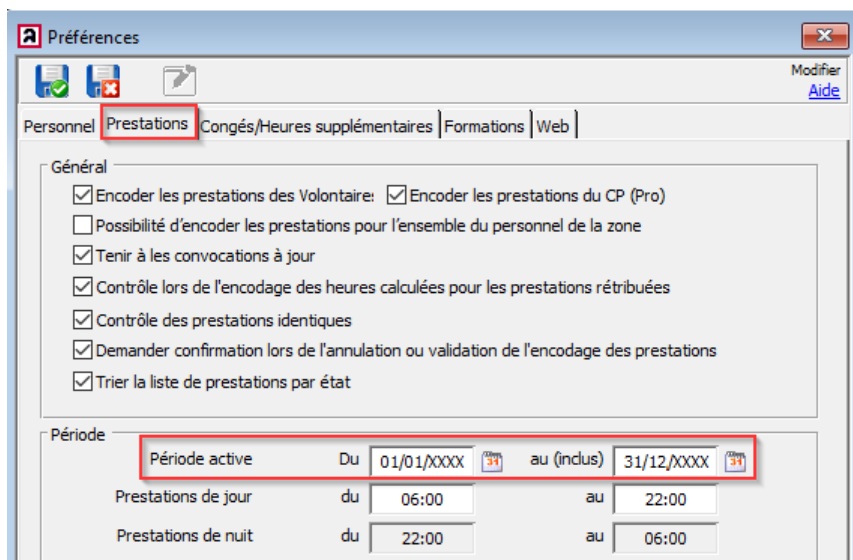 a Préférences
Modifier
Aide
Personnel Prestations Congés/Heures supplémentaires Formations Web
Général
Encoder les prestations des Volontaire: Encoder les prestations du CP (Pro)
Possibilité d'encoder les prestations pour l'ensemble du personnel de la zone
Tenir à les convocations à jour
Contrôle lors de l'encodage des heures calculées pour les prestations rétribuées
Contrôle des prestations identiques
Demander confirmation lors de l'annulation ou validation de l'encodage des prestations
Trier la liste de prestations par état
Période
Période active Du 01/01/XXXX 31 au (inclus) 31/12/XXXX 31
Prestations de jour du 06:00 au 22:00
Prestations de nuit du 22:00 au 06:00